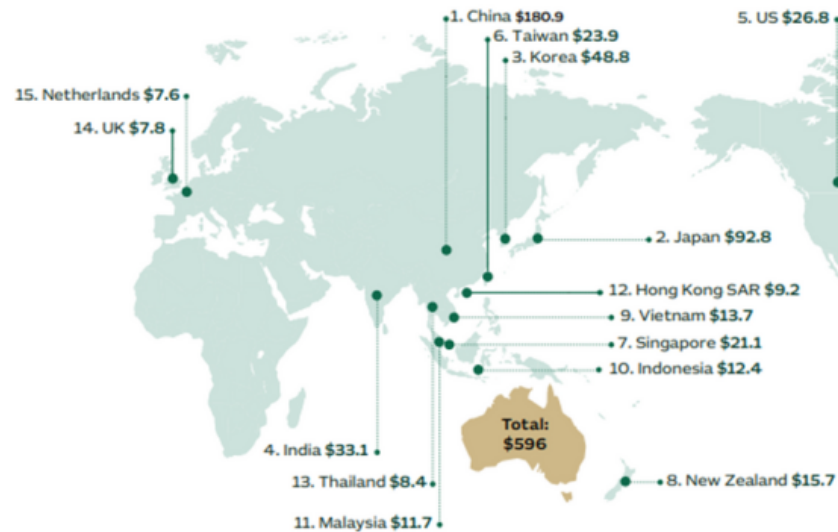 1. China $180.9
5. US $26.8
6. Taiwan $23.9
3. Korea $48.8
15. Netherlands $7.6
14. UK $7.8
2. Japan $92.8
12. Hong Kong SAR $9.2
9. Vietnam $13.7
7. Singapore $21.1
10. Indonesia $12.4
Total:
$596
4. India $33.1
13. Thailand $8.4
8. New Zealand $15.7
11. Malaysia $11.7